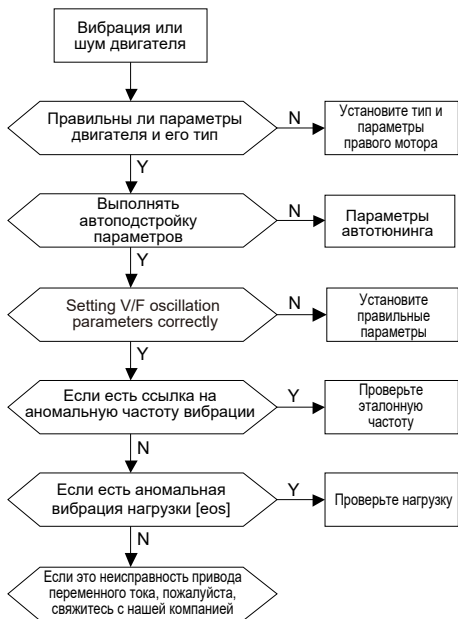 Вибрация или
шум двигателя
Правильны ли параметры
двигателя и его тип
N
Установите тип и
параметры
правого мотора
Y
Выполнять
автоподстройку
параметров
N
Параметры
автотюнинга
Y
Setting V/F oscillation
parameters correctly
N
Установите
правильные
параметры
Y
Если есть ссылка на
аномальную частоту вибрации
Y
Проверьте
эталонную
частоту
N
Если есть аномальная
вибрация нагрузки [eos]
Y
Проверьте нагрузку
N
Если это неисправность привода
переменного тока, пожалуйста,
свяжитесь с нашей компанией